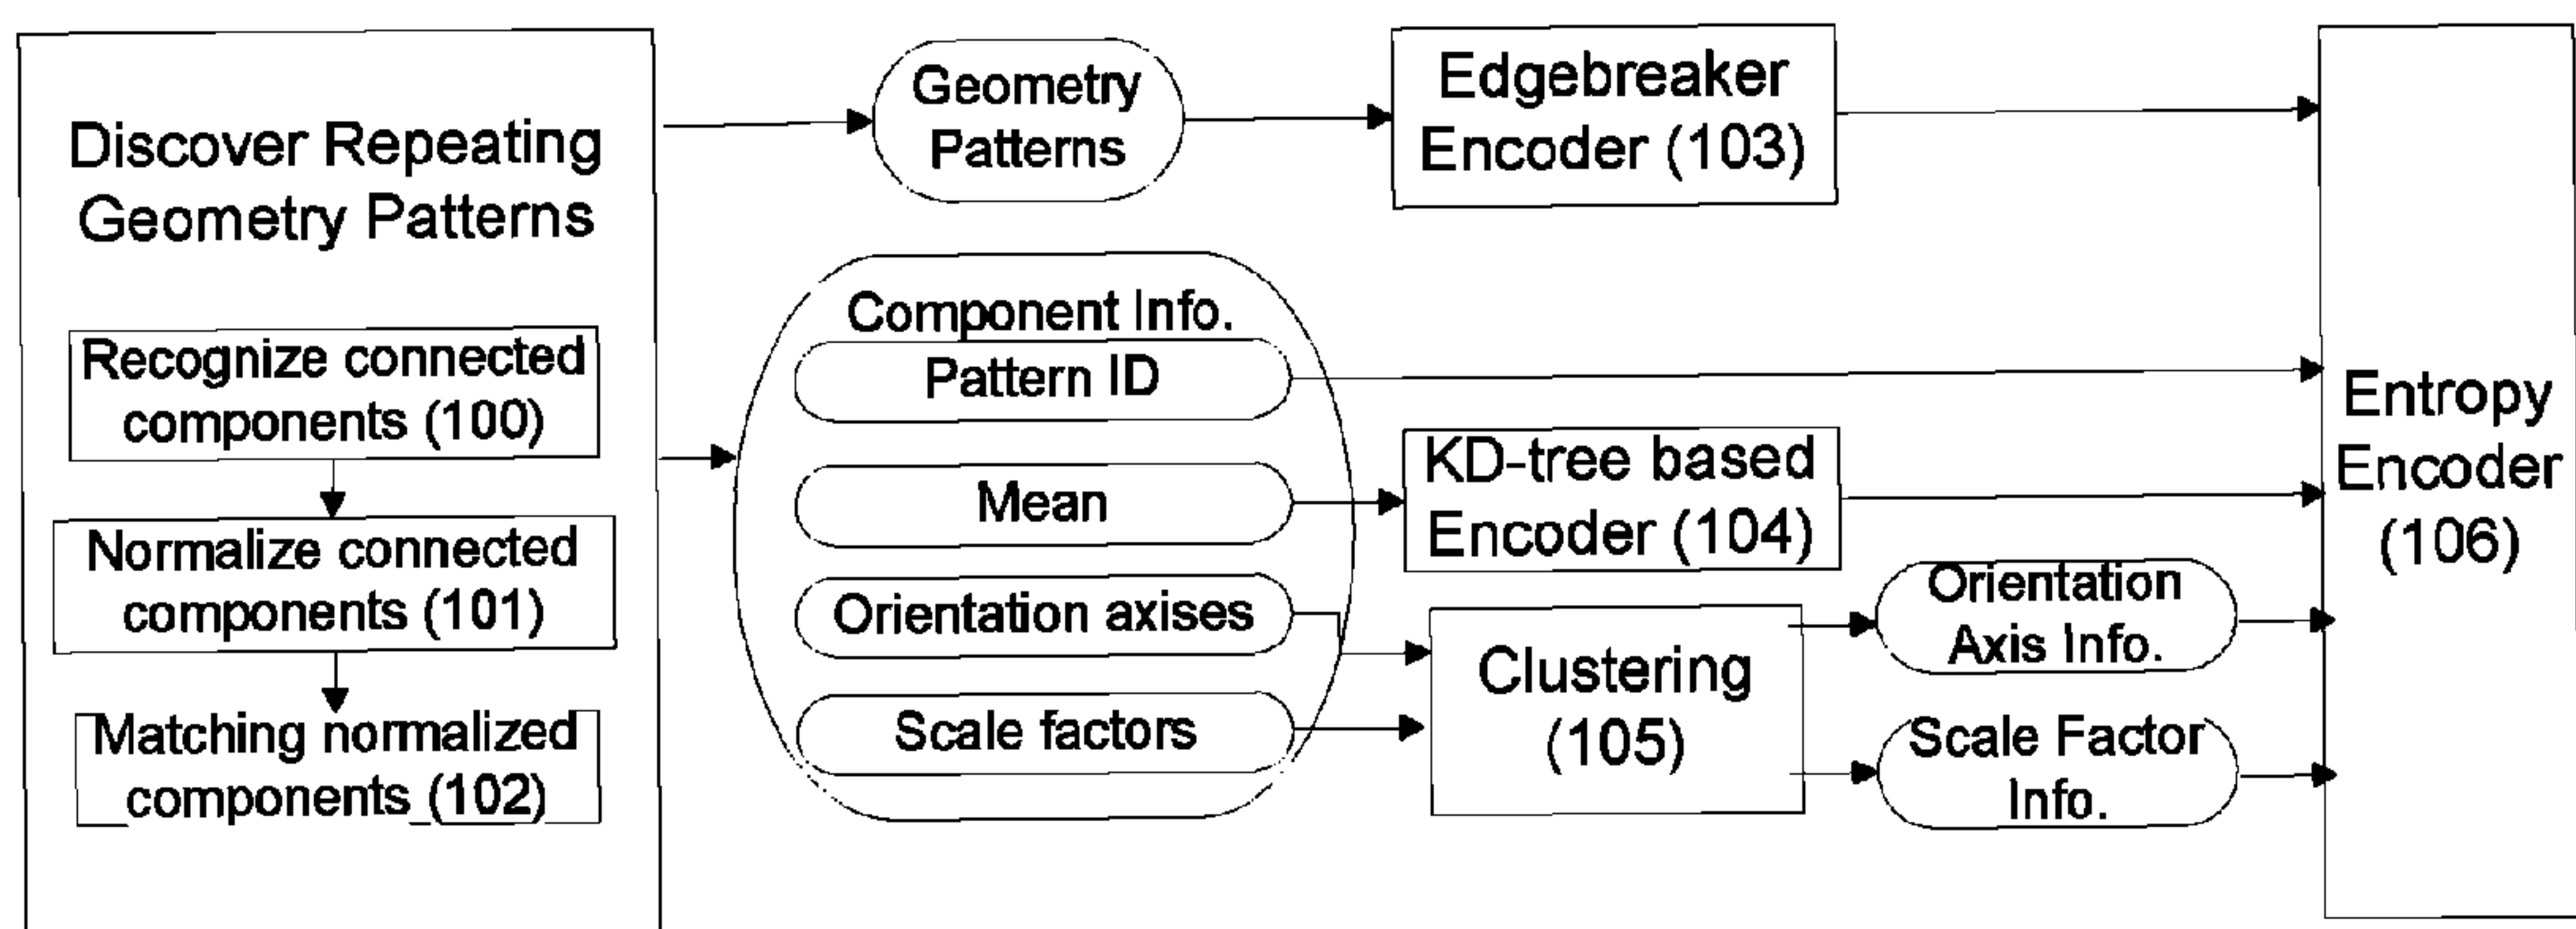 Discover Repeating
Geometry Patterns
Recognize connected
components (100)
Normalize connected
components (101)
Matching normalized
components (102)
Geometry
Patterns
Edgebreaker
Encoder (103)
Component Info.
Pattern ID
Mean
Orientation axises
Scale factors
KD-tree based
Encoder (104)
Clustering
(105)
Orientation
Axis Info.
Scale Factor
Info.
Entropy
Encoder
(106)